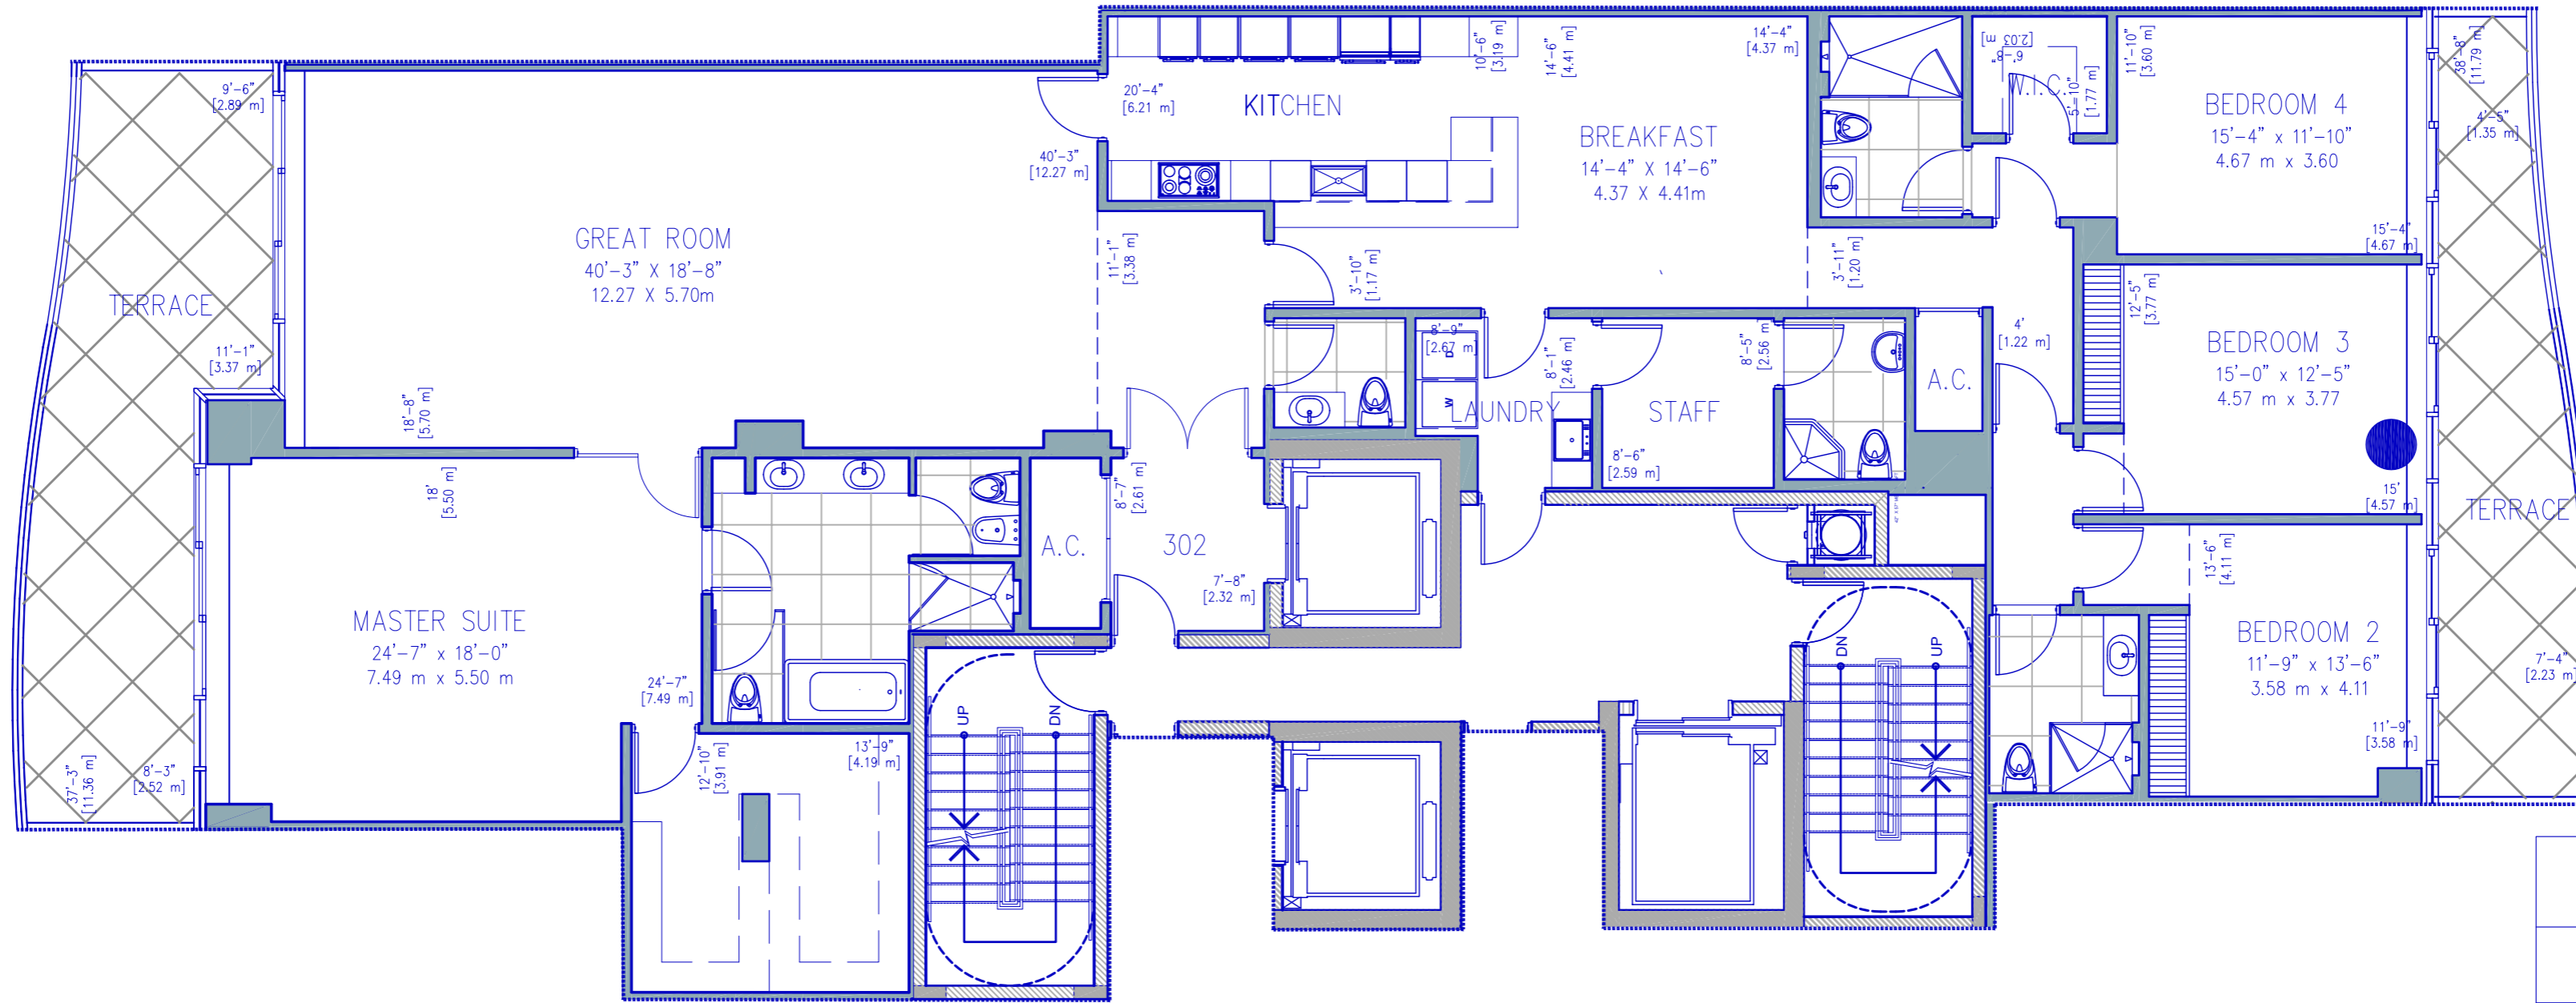 9'-6"
[2.89 m]
TERRACE
11'-1"
[3.37 m]
37'-3"
[11.36 m]
8'-3"
[2.52 m]
GREAT ROOM
40'-3" X 18'-8"
12.27 X 5.70m
18'-8"
[5.70 m]
40'-3"
[12.27 m]
18'
[5.50 m]
MASTER SUITE
24'-7" x 18'-0"
7.49 m x 5.50 m
24'-7"
[7.49 m]
12'-10"
[3.91 m]
13'-9"
[4.19 m]
20'-4"
[6.21 m]
KITCHEN
10'-6"
[3.19 m]
14'-6"
[4.41 m]
14'-4"
[4.37 m]
BREAKFAST
14'-4" X 14'-6"
4.37 X 4.41m
11'-1"
[3.38 m]
3'-10"
[1.17 m]
3'-11"
[1.20 m]
8'-9"
[2.67 m]
D
W
LAUNDRY
8'-1"
[2.46 m]
STAFF
8'-6"
[2.59 m]
8'-5"
[2.56 m]
A.C.
4'
[1.22 m]
A.C.
8'-7"
[2.61 m]
302
7'-8"
[2.32 m]
UP
DN
DN
UP
6'-8"
[2.03 m]
W.I.C.
5'-10"
[1.77 m]
11'-10"
[3.60 m]
BEDROOM 4
15'-4" x 11'-10"
4.67 m x 3.60
15'-4"
[4.67 m]
12'-5"
[3.77 m]
BEDROOM 3
15'-0" x 12'-5"
4.57 m x 3.77
15'
[4.57 m]
13'-6"
[4.11 m]
BEDROOM 2
11'-9" x 13'-6"
3.58 m x 4.11
11'-9"
[3.58 m]
38'-8"
[11.79 m]
4'-5"
[1.35 m]
TERRACE
7'-4"
[2.23 m]